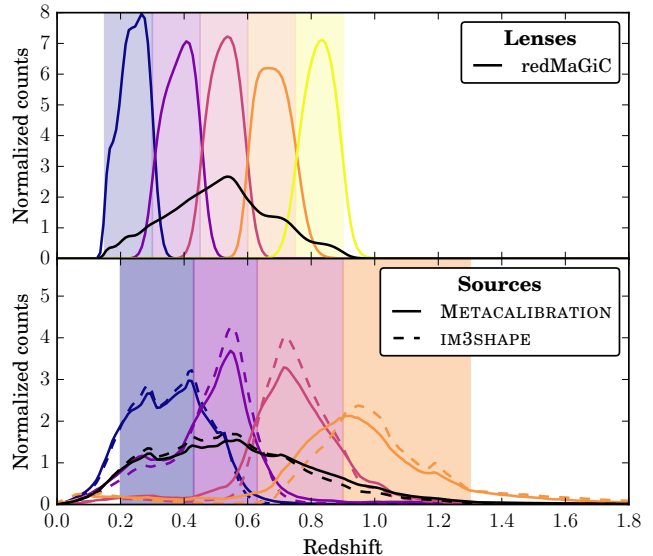 8
7
6
5
4
3
2
1
0
Normalized counts
Lenses
redMaGiC
5
4
3
2
1
0
Normalized counts
Sources
METACALIBRATION
IM3SHAPE
0.0 0.2 0.4 0.6 0.8 1.0 1.2 1.4 1.6 1.8
Redshift